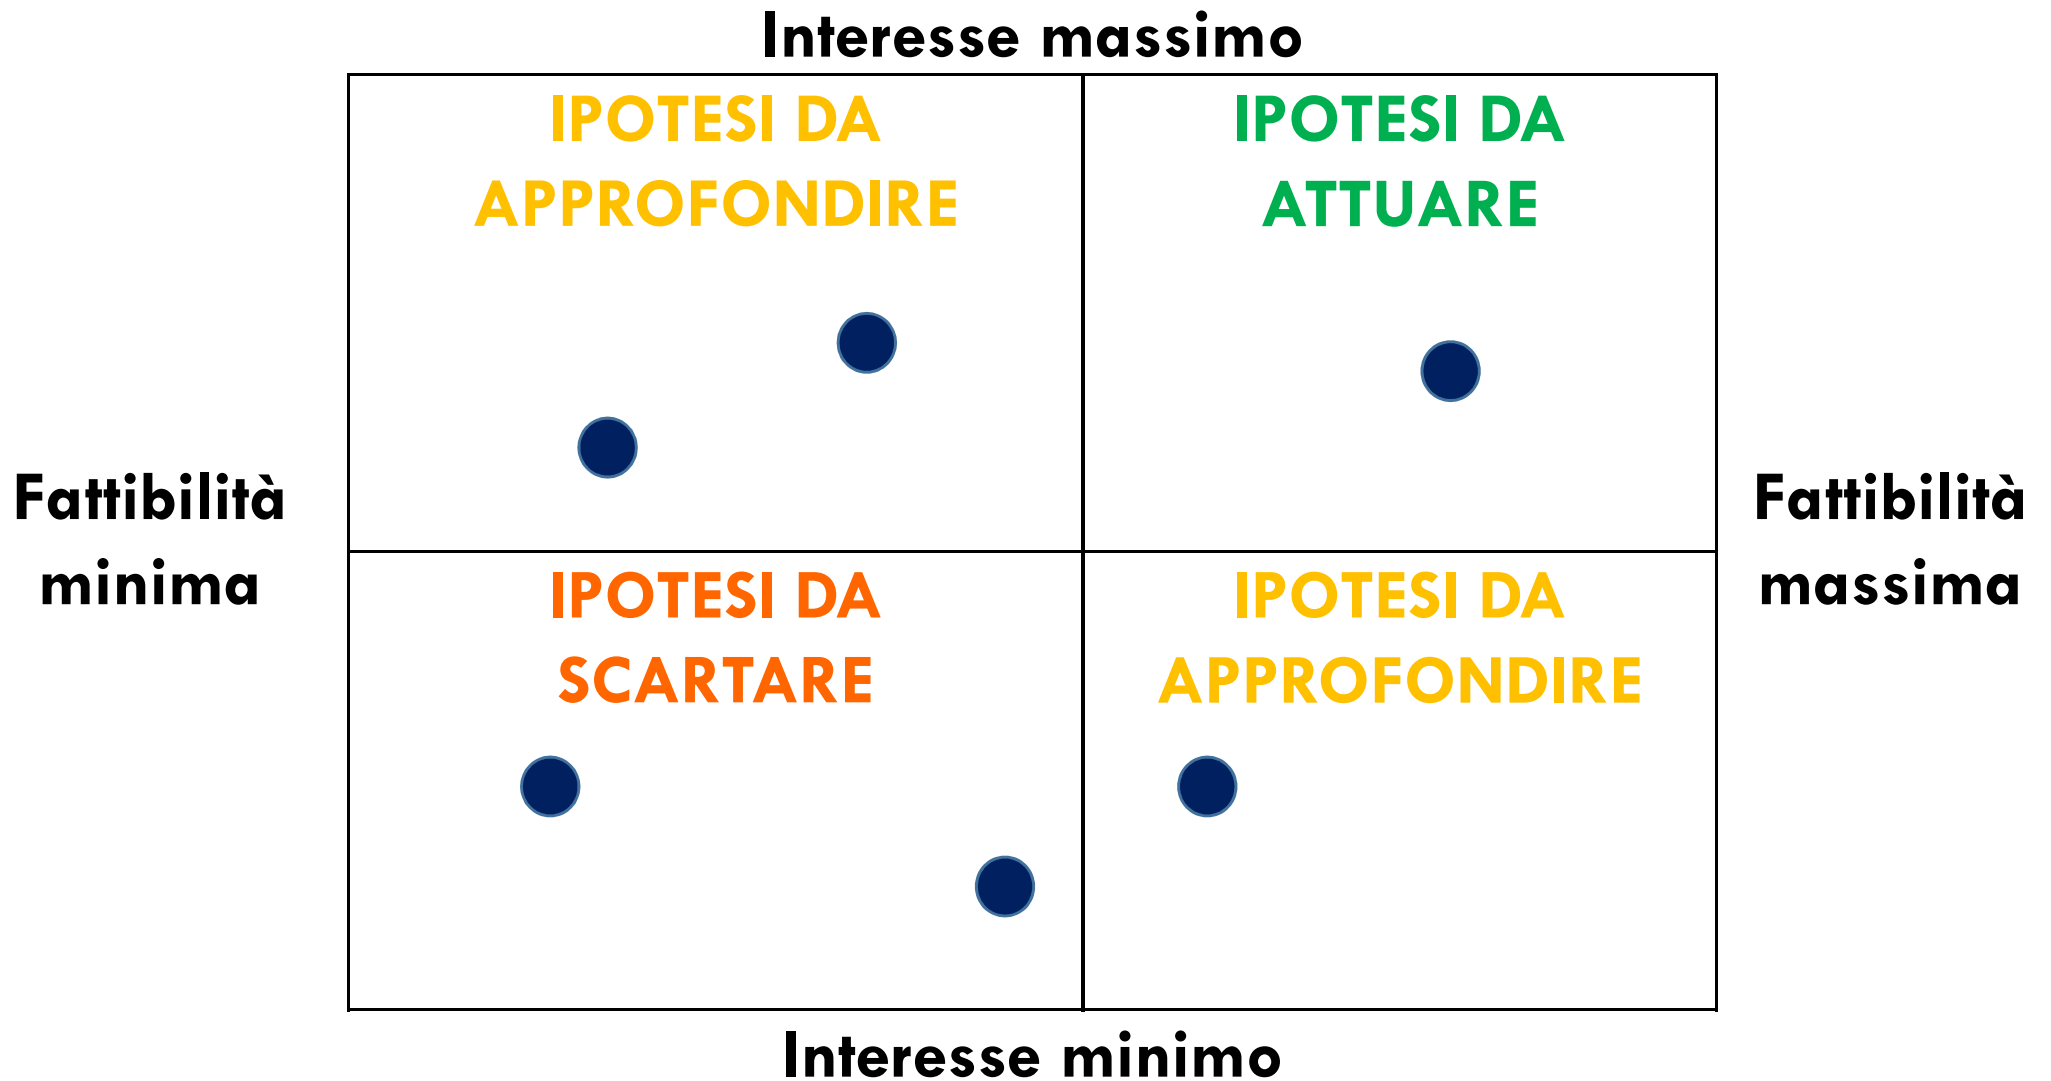 Interesse massimo
IPOTESI DA
APPROFONDIRE
IPOTESI DA
ATTUARE
Fattibilità
minima
Fattibilità
massima
IPOTESI DA
SCARTARE
IPOTESI DA
APPROFONDIRE
Interesse minimo